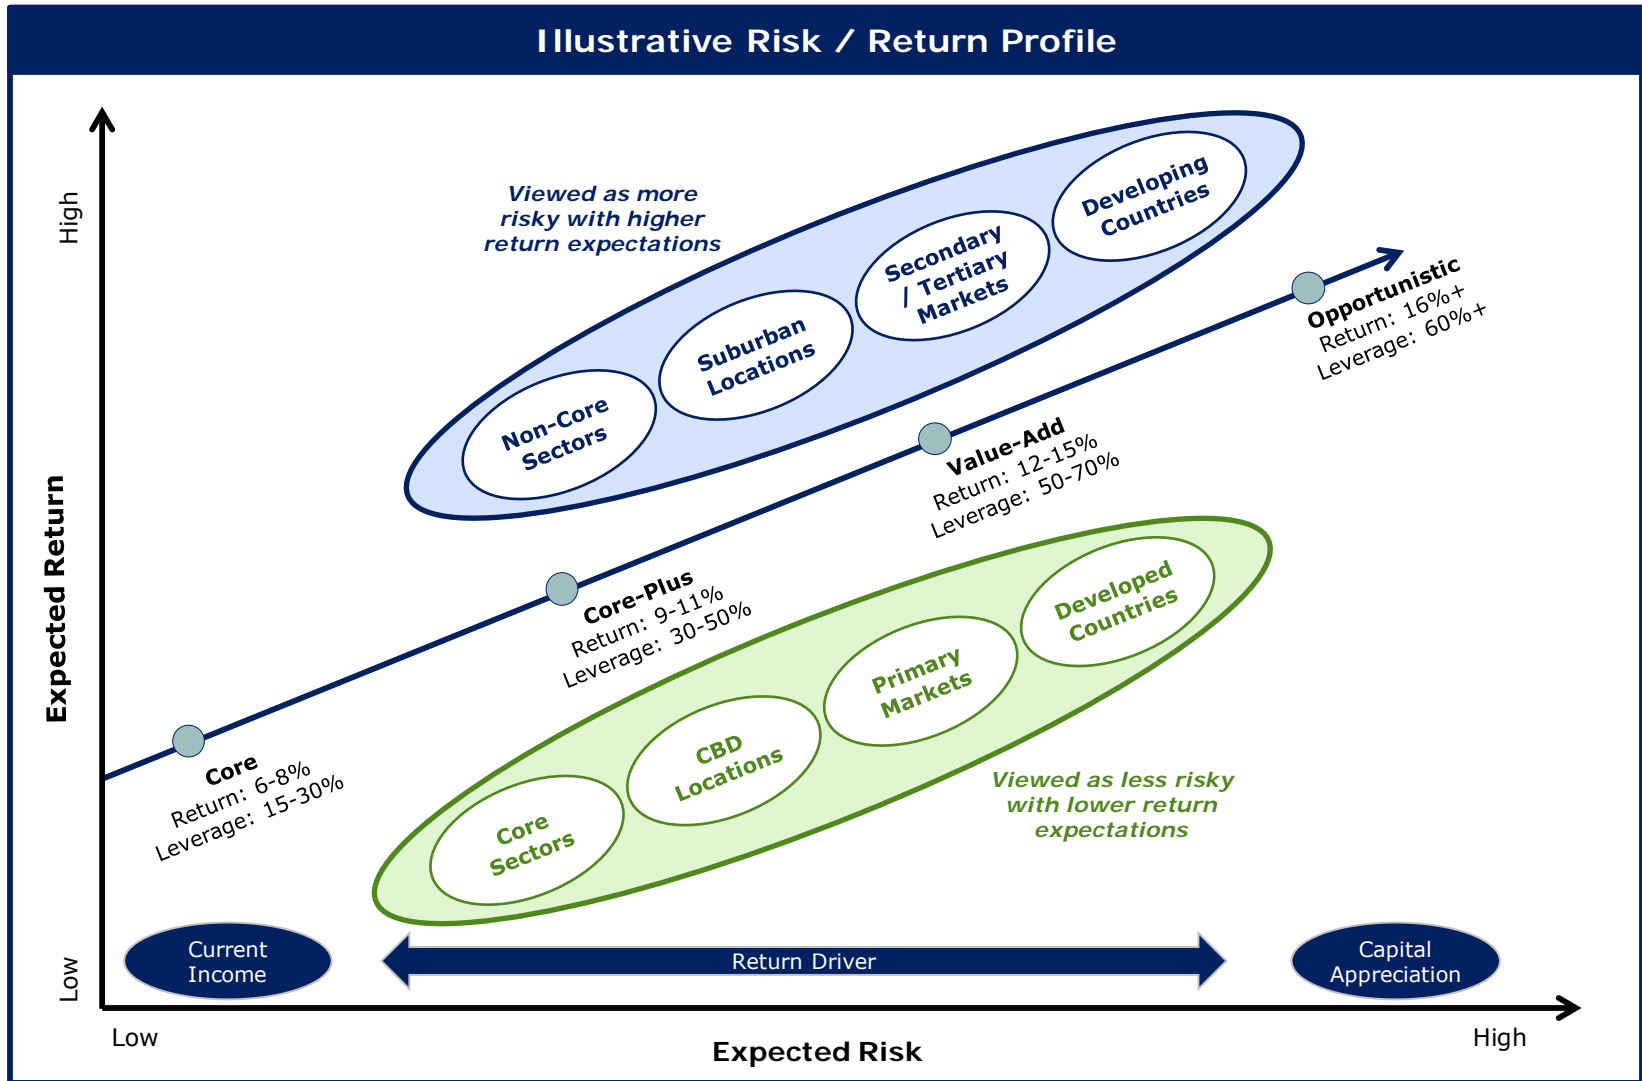 Illustrative Risk / Return Profile
High
Expected Return
Low
Viewed as more
risky with higher
return expectations
Non-Core
Sectors
Suburban
Locations
Secondary
/ Tertiary
Markets
Developing
Countries
Opportunistic
Return: 16%+
Leverage: 60%+
Value-Add
Return: 12-15%
Leverage: 50-70%
Core-Plus
Return: 9-11%
Leverage: 30-50%
Core
Return: 6-8%
Leverage: 15-30%
Core
Sectors
CBD
Locations
Primary
Markets
Developed
Countries
Viewed as less risky
with lower return
expectations
Current
Income
Return Driver
Capital
Appreciation
Low
Expected Risk
High